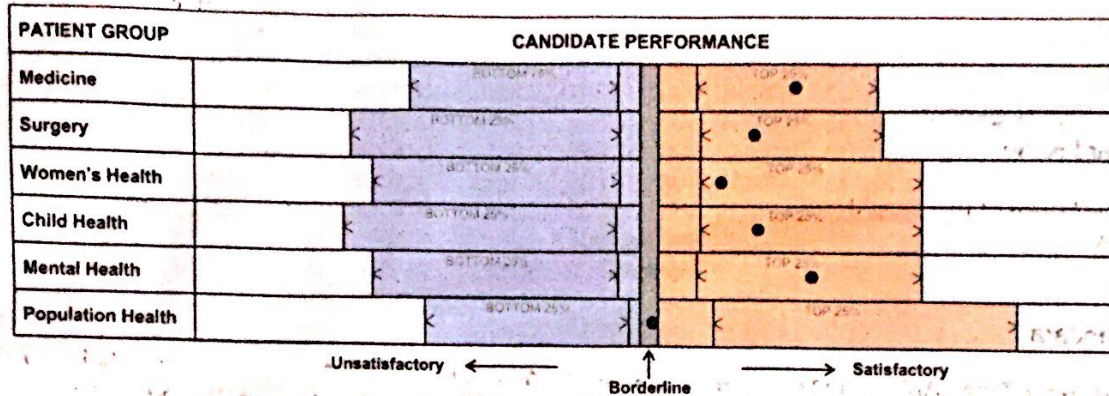 PATIENT GROUP CANDIDATE PERFORMANCE
Medicine BOTTOM 25% TOP 25%
Surgery BOTTOM 25% TOP 25%
Women's Health BOTTOM 25% TOP 25%
Child Health BOTTOM 25% TOP 25%
Mental Health BOTTOM 25% TOP 25%
Population Health BOTTOM 25% TOP 25%
Unsatisfactory ← → Satisfactory
Borderline